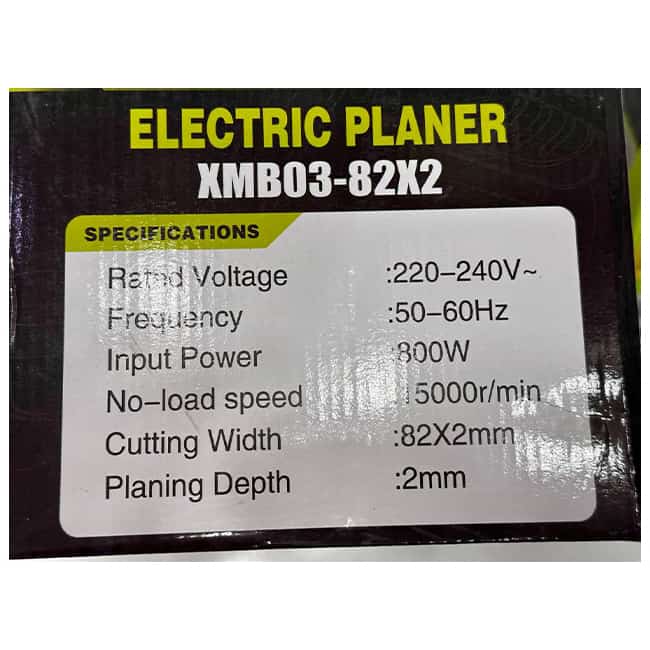 ELECTRIC PLANER
XMB03-82X2
SPECIFICATIONS
Rated Voltage :220–240V~
Frequency :50–60Hz
Input Power :800W
No–load speed :15000r/min
Cutting Width :82X2mm
Planing Depth :2mm